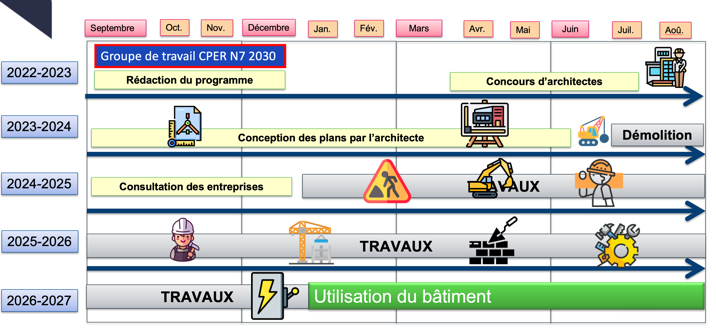 Septembre Oct. Nov. Décembre Jan. Fév. Mars Avr. Mai Juin Juil. Aoû.
Groupe de travail CPER N7 2030
2022-2023
Rédaction du programme
Concours d'architectes
2023-2024
Conception des plans par l'architecte
Démolition
2024-2025
Consultation des entreprises
VAUX
2025-2026
TRAVAUX
2026-2027
TRAVAUX
Utilisation du bâtiment